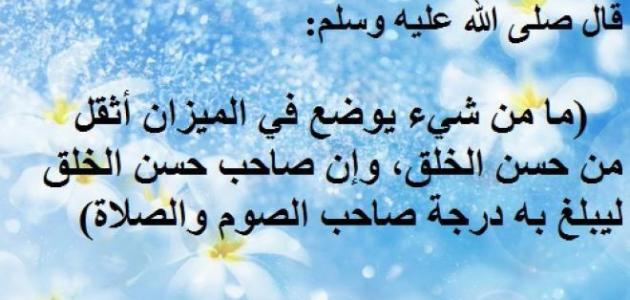 قال صلى الله عليه وسلم:
(ما من شيء يوضع في الميزان أثقل
من حسن الخلق، وإن صاحب حسن الخلق
ليبلغ به درجة صاحب الصوم والصلاة)